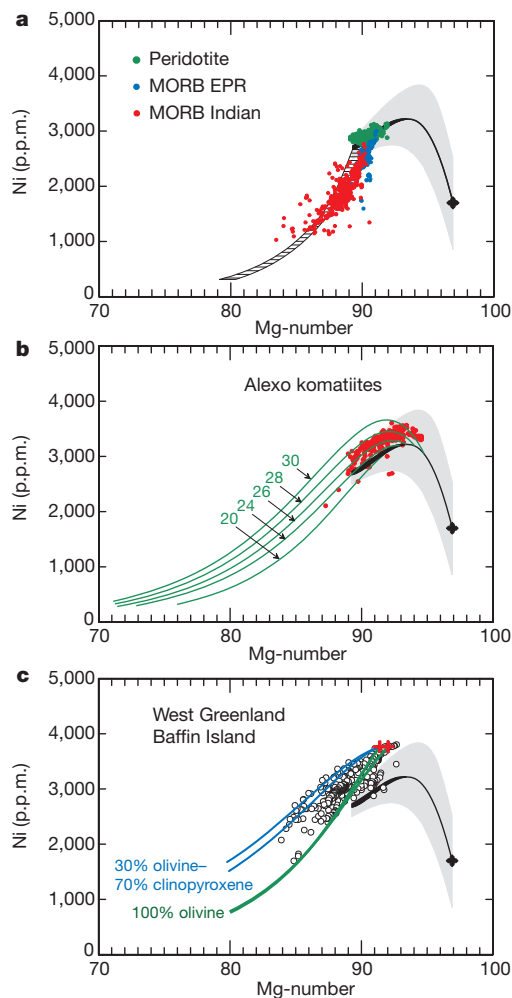 a
5,000
4,000
3,000
2,000
1,000
0
Ni (p.p.m.)
Peridotite
MORB EPR
MORB Indian
70 80 90 100
Mg-number
b
5,000
4,000
3,000
2,000
1,000
0
Ni (p.p.m.)
Alexo komatiites
30
28
26
24
20
70 80 90 100
Mg-number
c
5,000
4,000
3,000
2,000
1,000
0
Ni (p.p.m.)
West Greenland
Baffin Island
30% olivine–
70% clinopyroxene
100% olivine
70 80 90 100
Mg-number